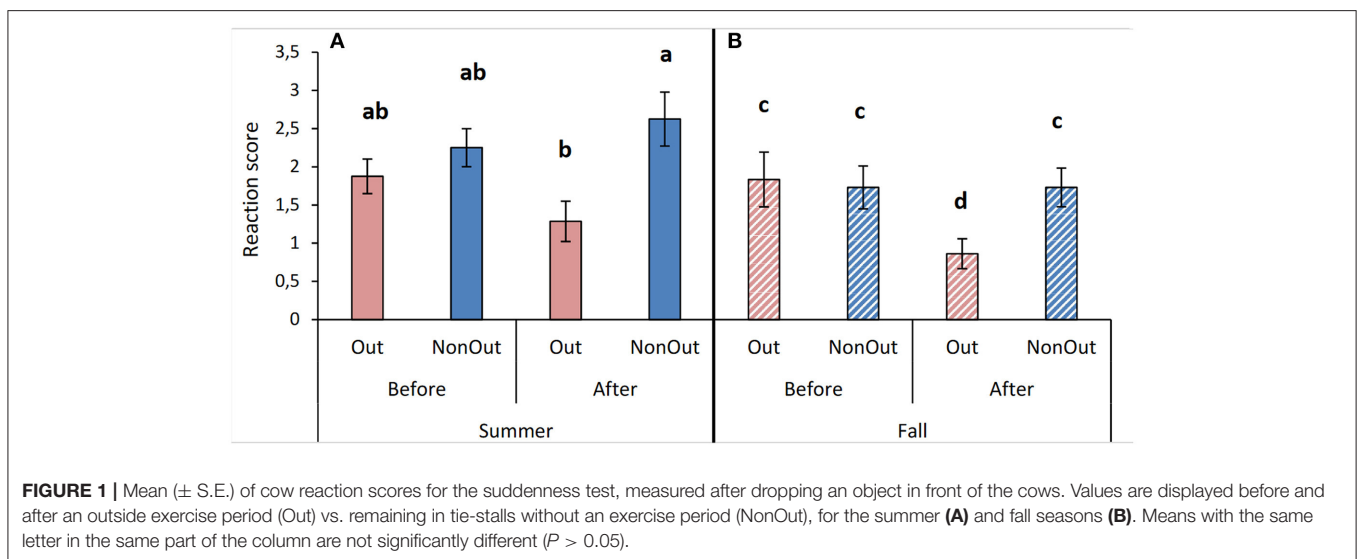 A
B
3,5
3
2,5
2
1,5
1
0,5
0
Reaction score
ab
ab
b
a
c
c
d
c
Out
NonOut
Out
NonOut
Out
NonOut
Out
NonOut
Before
After
Before
After
Summer
Fall
FIGURE 1 | Mean (± S.E.) of cow reaction scores for the suddenness test, measured after dropping an object in front of the cows. Values are displayed before and
after an outside exercise period (Out) vs. remaining in tie-stalls without an exercise period (NonOut), for the summer (A) and fall seasons (B). Means with the same
letter in the same part of the column are not significantly different (P > 0.05).